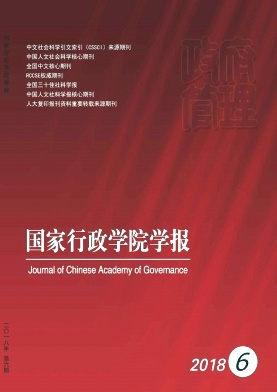 中文社会科学引文索引（CSSCI）来源期刊
中国人文社会科学核心期刊
全国中文核心期刊
RCCSE权威期刊
全国三十佳社科学报
中国人文社科学报核心期刊
人大复印报刊资料重要转载来源期刊
政府
管理
国家行政学院学报
Journal of Chinese Academy of Governance
2018 6